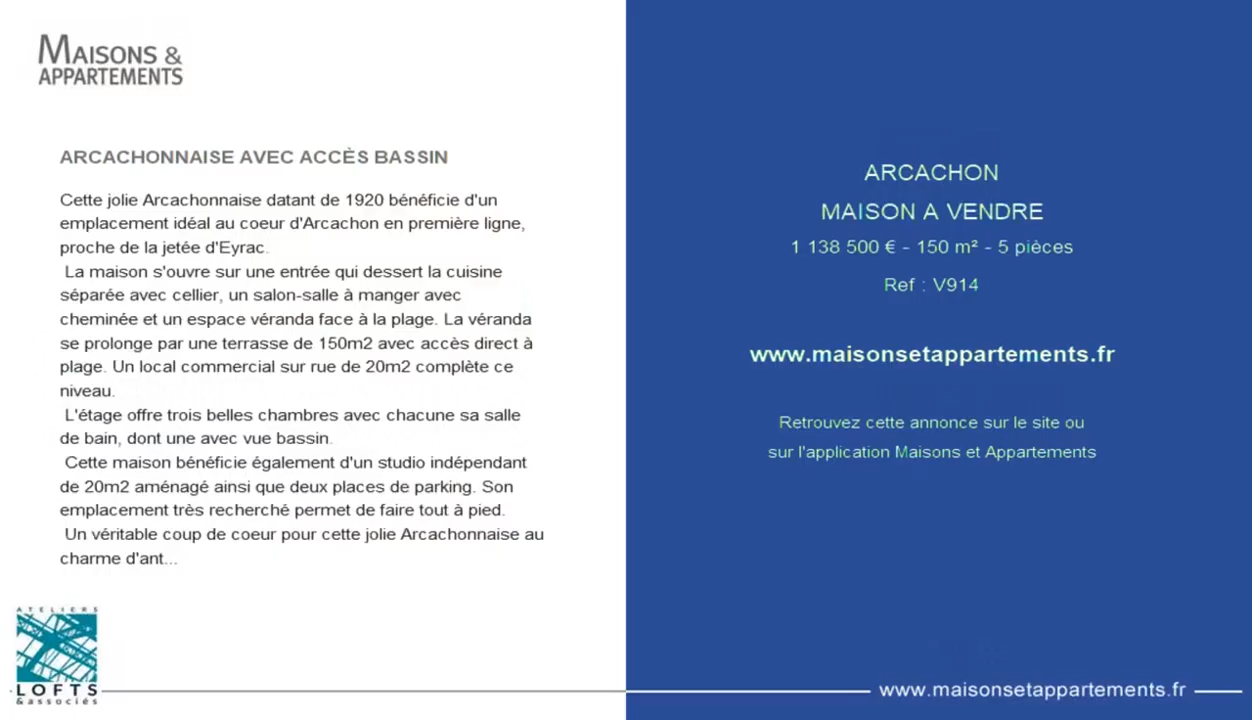 MAISONS &
APPARTEMENTS
ARCACHONNAISE AVEC ACCÈS BASSIN
Cette jolie Arcachonnaise datant de 1920 bénéficie d'un
emplacement idéal au coeur d'Arcachon en première ligne,
proche de la jetée d'Eyrac.
La maison s'ouvre sur une entrée qui dessert la cuisine
séparée avec cellier, un salon-salle à manger avec
cheminée et un espace véranda face à la plage. La véranda
se prolonge par une terrasse de 150m2 avec accès direct à
plage. Un local commercial sur rue de 20m2 complète ce
niveau.
L'étage offre trois belles chambres avec chacune sa salle
de bain, dont une avec vue bassin.
Cette maison bénéficie également d'un studio indépendant
de 20m2 aménagé ainsi que deux places de parking. Son
emplacement très recherché permet de faire tout à pied.
Un véritable coup de coeur pour cette jolie Arcachonnaise au
charme d'ant...
ATELIERS
LOFTS
&associés
ARCACHON
MAISON A VENDRE
1 138 500 € - 150 m² - 5 pièces
Ref : V914
www.maisonsetappartements.fr
Retrouvez cette annonce sur le site ou
sur l'application Maisons et Appartements
www.maisonsetappartements.fr